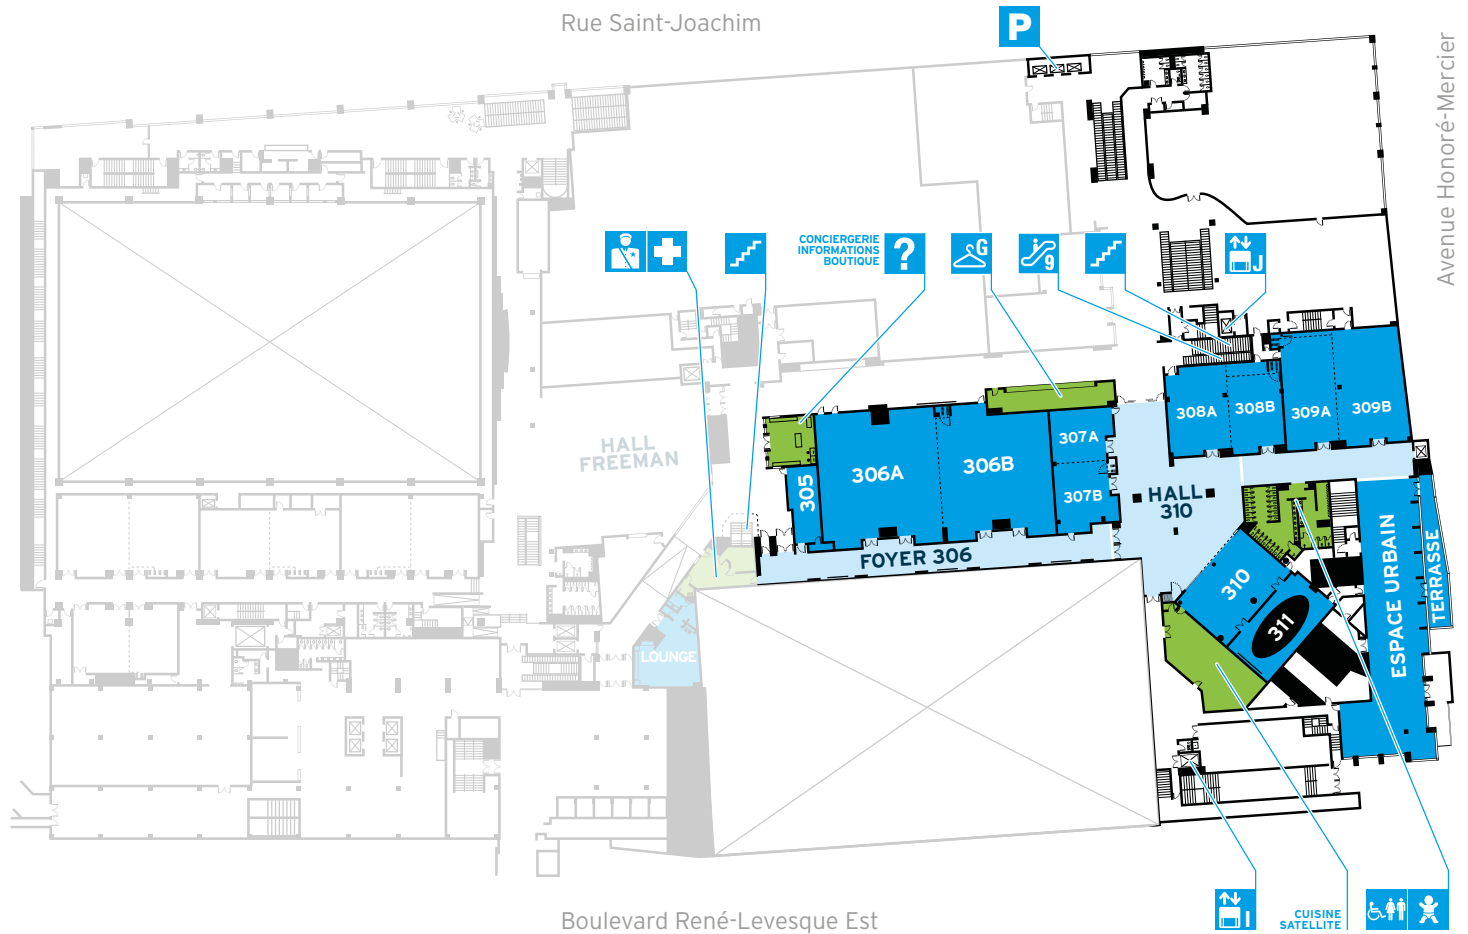 Rue Saint-Joachim
P
Avenue Honoré-Mercier
CONCIERGERIE
INFORMATIONS
BOUTIQUE
?
G
9
J
HALL
FREEMAN
305
306A
306B
307A
307B
308A
308B
309A
309B
HALL
310
FOYER 306
310
311
ESPACE URBAIN
TERRASSE
LOUNGE
I
CUISINE
SATELLITE
Boulevard René-Levesque Est